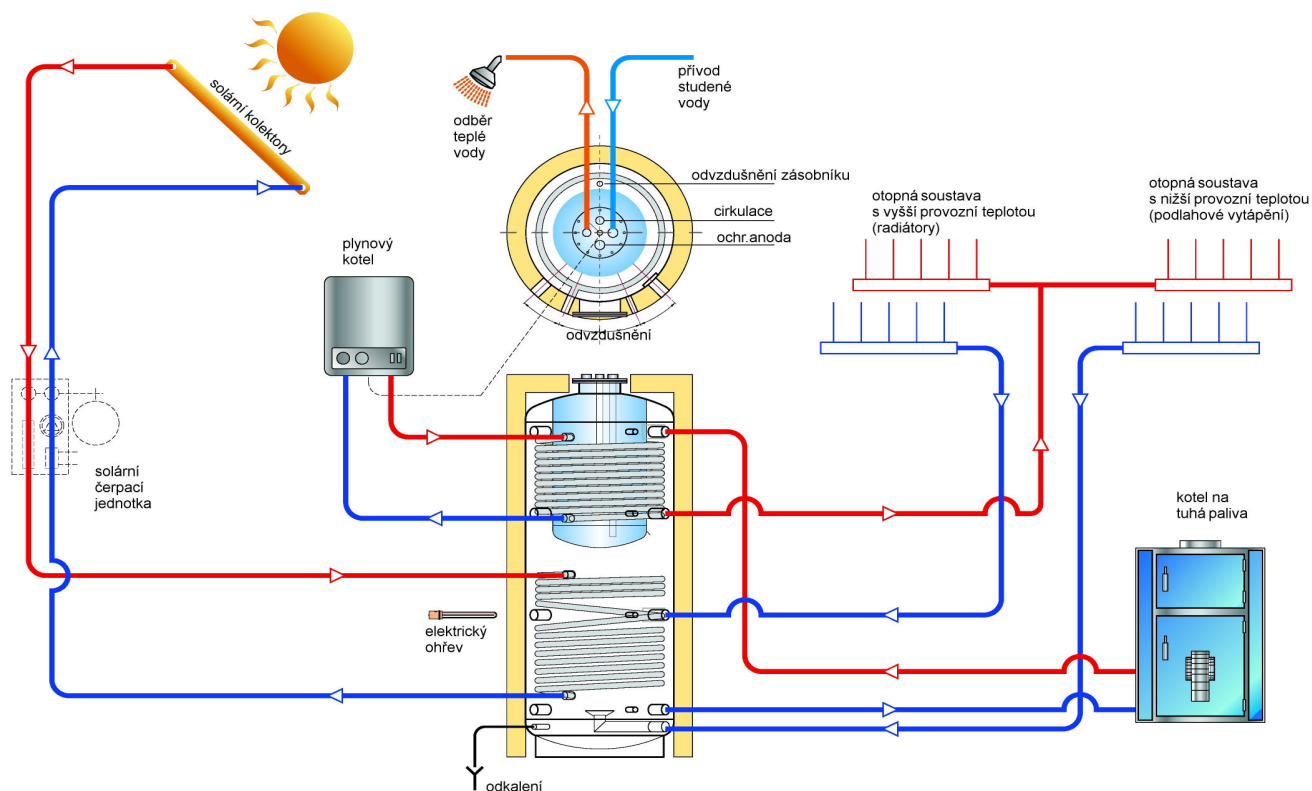 solární kolektory
odběr
teplé
vody
přívod
studené
vody
odvzdušnění zásobníku
cirkulace
ochr.anoda
odvzdušnění
otopná soustava
s vyšší provozní teplotou
(radiátory)
otopná soustava
s nižší provozní teplotou
(podlahové vytápění)
plynový
kotel
solární
čerpací
jednotka
kotel na
tuhá paliva
elektrický
ohřev
odkalení